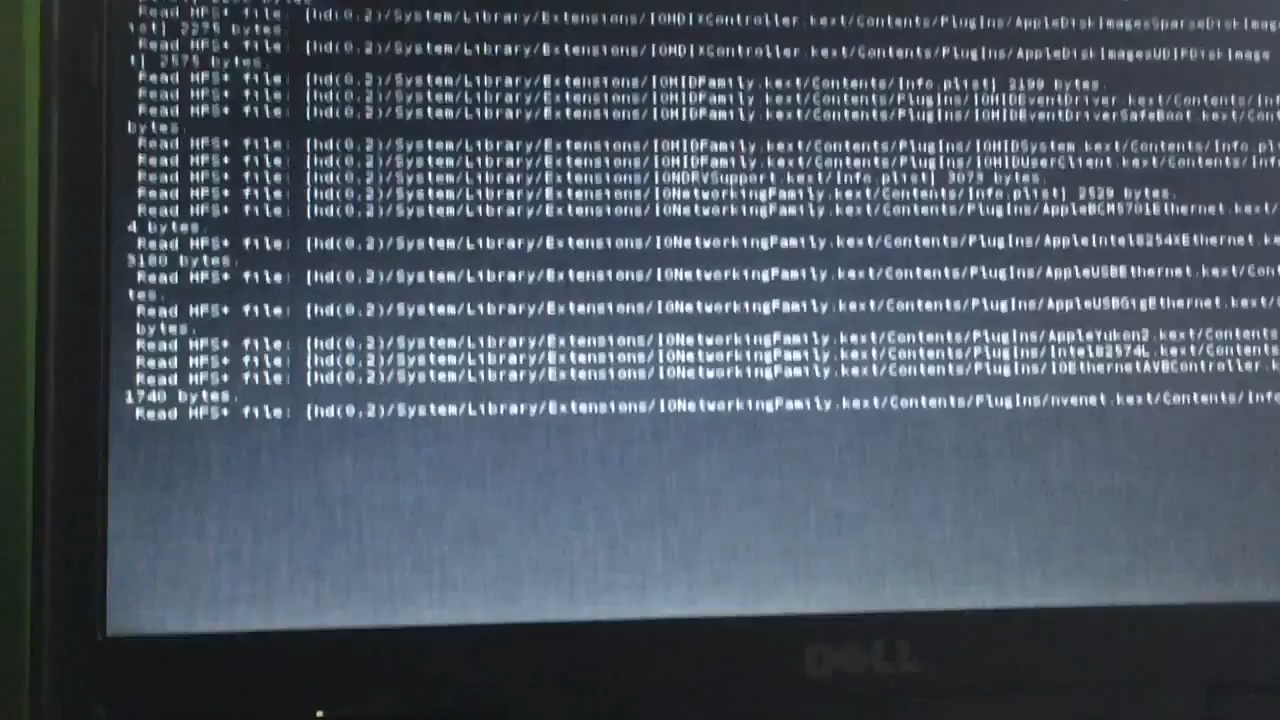 Read HFS+ file: [hd(0,2)/System/Library/Extensions/IOHDIXController.kext/Contents/PlugIns/AppleDiskImagesSparseDiskImag
ist] 2275 bytes.
Read HFS+ file: [hd(0,2)/System/Library/Extensions/IOHDIXController.kext/Contents/PlugIns/AppleDiskImagesUDIFDiskImage
t] 2575 bytes.
Read HFS+ file: [hd(0,2)/System/Library/Extensions/IOHIDFamily.kext/Contents/Info.plist] 3190 bytes.
Read HFS+ file: [hd(0,2)/System/Library/Extensions/IOHIDFamily.kext/Contents/PlugIns/IOHIDEventDriver.kext/Contents/Inf
Read HFS+ file: [hd(0,2)/System/Library/Extensions/IOHIDFamily.kext/Contents/PlugIns/IOHIDEventDriverSafeBoot.kext/Con
bytes.
Read HFS+ file: [hd(0,2)/System/Library/Extensions/IOHIDFamily.kext/Contents/PlugIns/IOHIDSystem.kext/Contents/Info.pl
Read HFS+ file: [hd(0,2)/System/Library/Extensions/IOHIDFamily.kext/Contents/PlugIns/IOHIDUserClient.kext/Contents/Inf
Read HFS+ file: [hd(0,2)/System/Library/Extensions/IONDRVSupport.kext/Info.plist] 3073 bytes.
Read HFS+ file: [hd(0,2)/System/Library/Extensions/IONetworkingFamily.kext/Contents/Info.plist] 2529 bytes.
Read HFS+ file: [hd(0,2)/System/Library/Extensions/IONetworkingFamily.kext/Contents/PlugIns/AppleBCM5701Ethernet.kext/
4 bytes.
Read HFS+ file: [hd(0,2)/System/Library/Extensions/IONetworkingFamily.kext/Contents/PlugIns/AppleIntel8254XEthernet.ke
3180 bytes.
Read HFS+ file: [hd(0,2)/System/Library/Extensions/IONetworkingFamily.kext/Contents/PlugIns/AppleUSBEthernet.kext/Cont
tes.
Read HFS+ file: [hd(0,2)/System/Library/Extensions/IONetworkingFamily.kext/Contents/PlugIns/AppleUSBGigEthernet.kext/
bytes.
Read HFS+ file: [hd(0,2)/System/Library/Extensions/IONetworkingFamily.kext/Contents/PlugIns/AppleYukon2.kext/Contents
Read HFS+ file: [hd(0,2)/System/Library/Extensions/IONetworkingFamily.kext/Contents/PlugIns/Intel82574L.kext/Contents
Read HFS+ file: [hd(0,2)/System/Library/Extensions/IONetworkingFamily.kext/Contents/PlugIns/IOEthernetAVBController.k
1740 bytes.
Read HFS+ file: [hd(0,2)/System/Library/Extensions/IONetworkingFamily.kext/Contents/PlugIns/nvenet.kext/Contents/Info
DELL